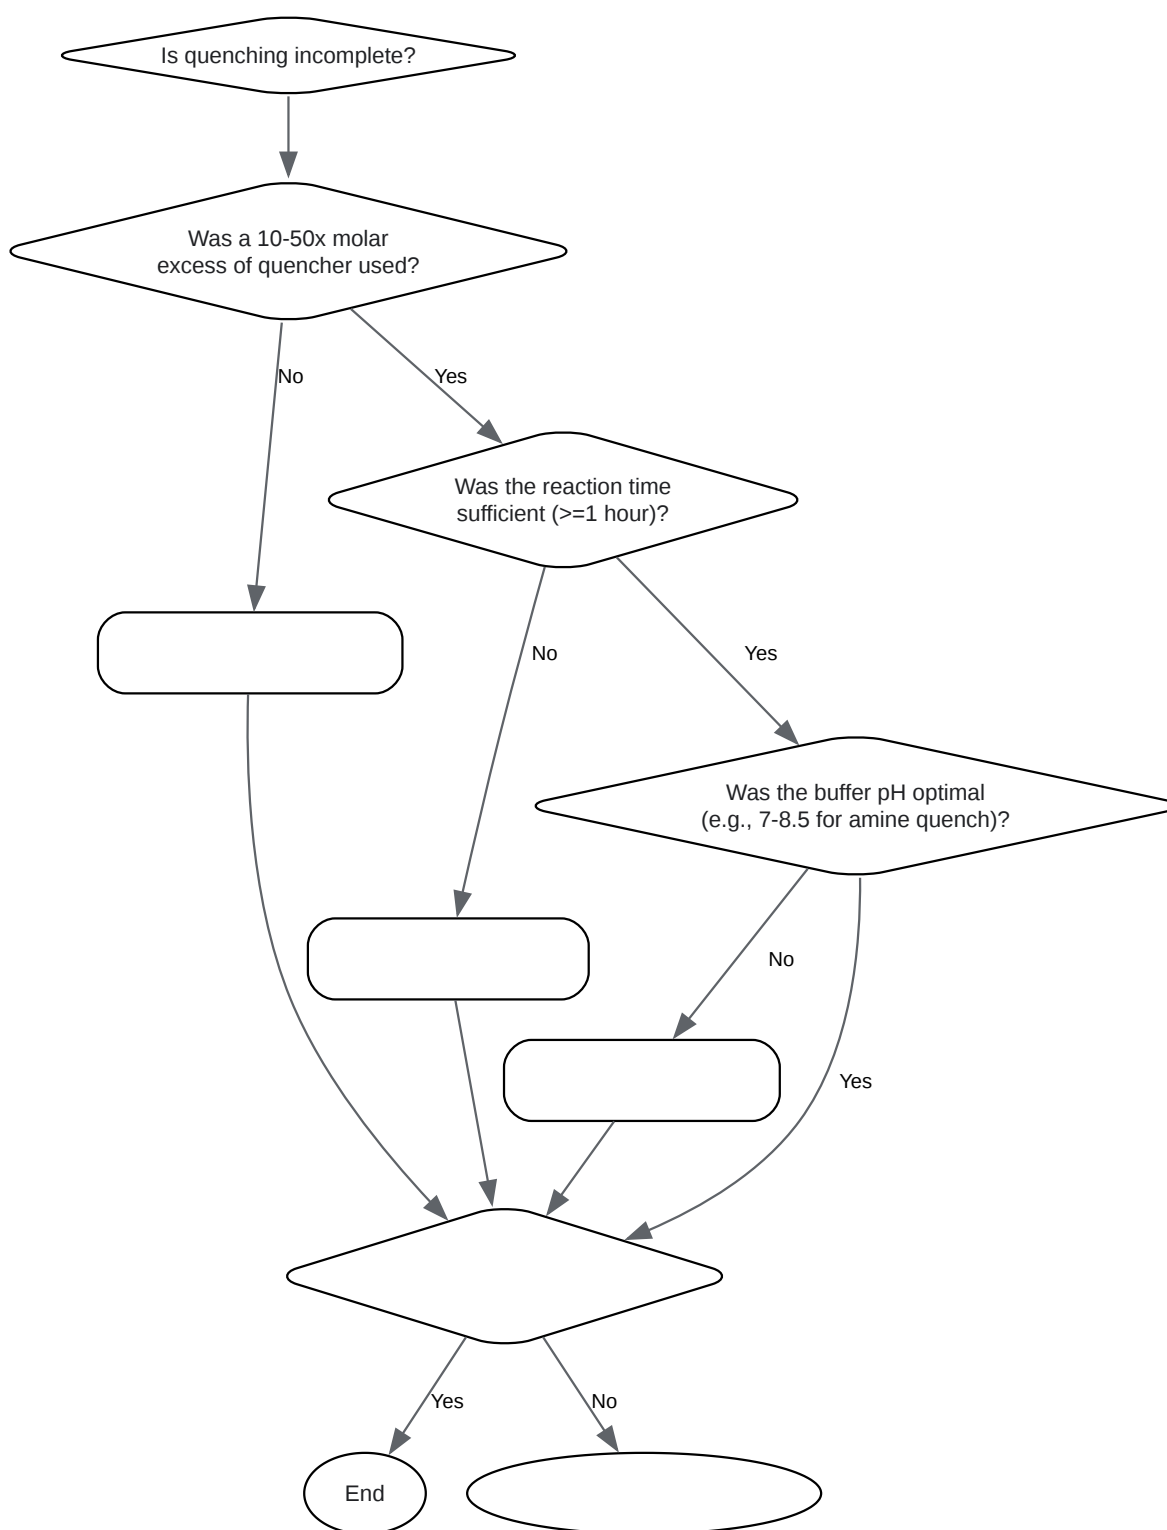 Is quenching incomplete?
Was a 10-50x molar
excess of quencher used?
No
Yes
Was the reaction time
sufficient (>=1 hour)?
No
Yes
Was the buffer pH optimal
(e.g., 7-8.5 for amine quench)?
No
Yes
Yes
No
End